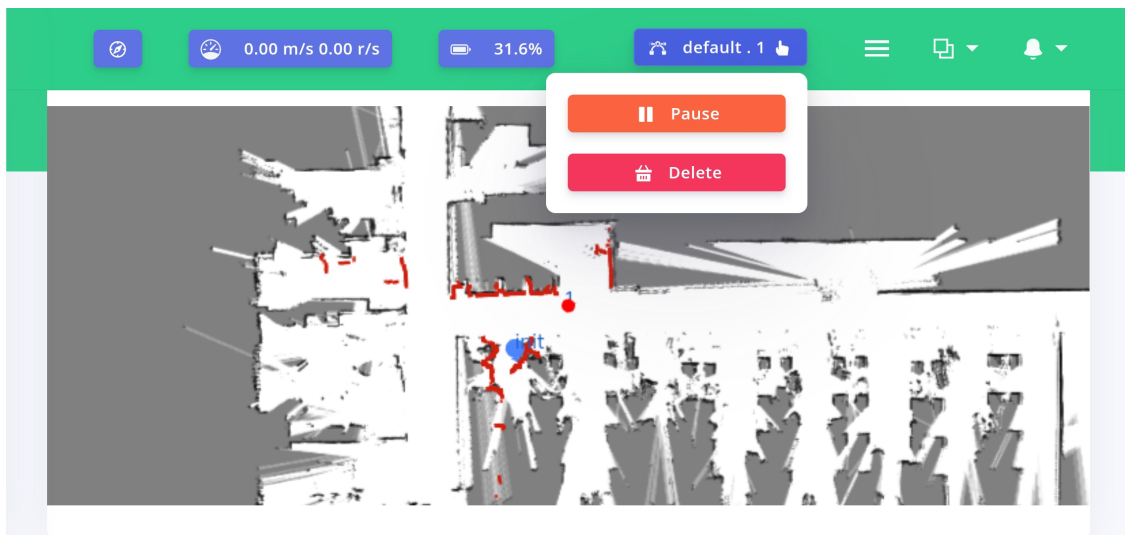 0.00 m/s 0.00 r/s
31.6%
default . 1
Pause
Delete
1
init